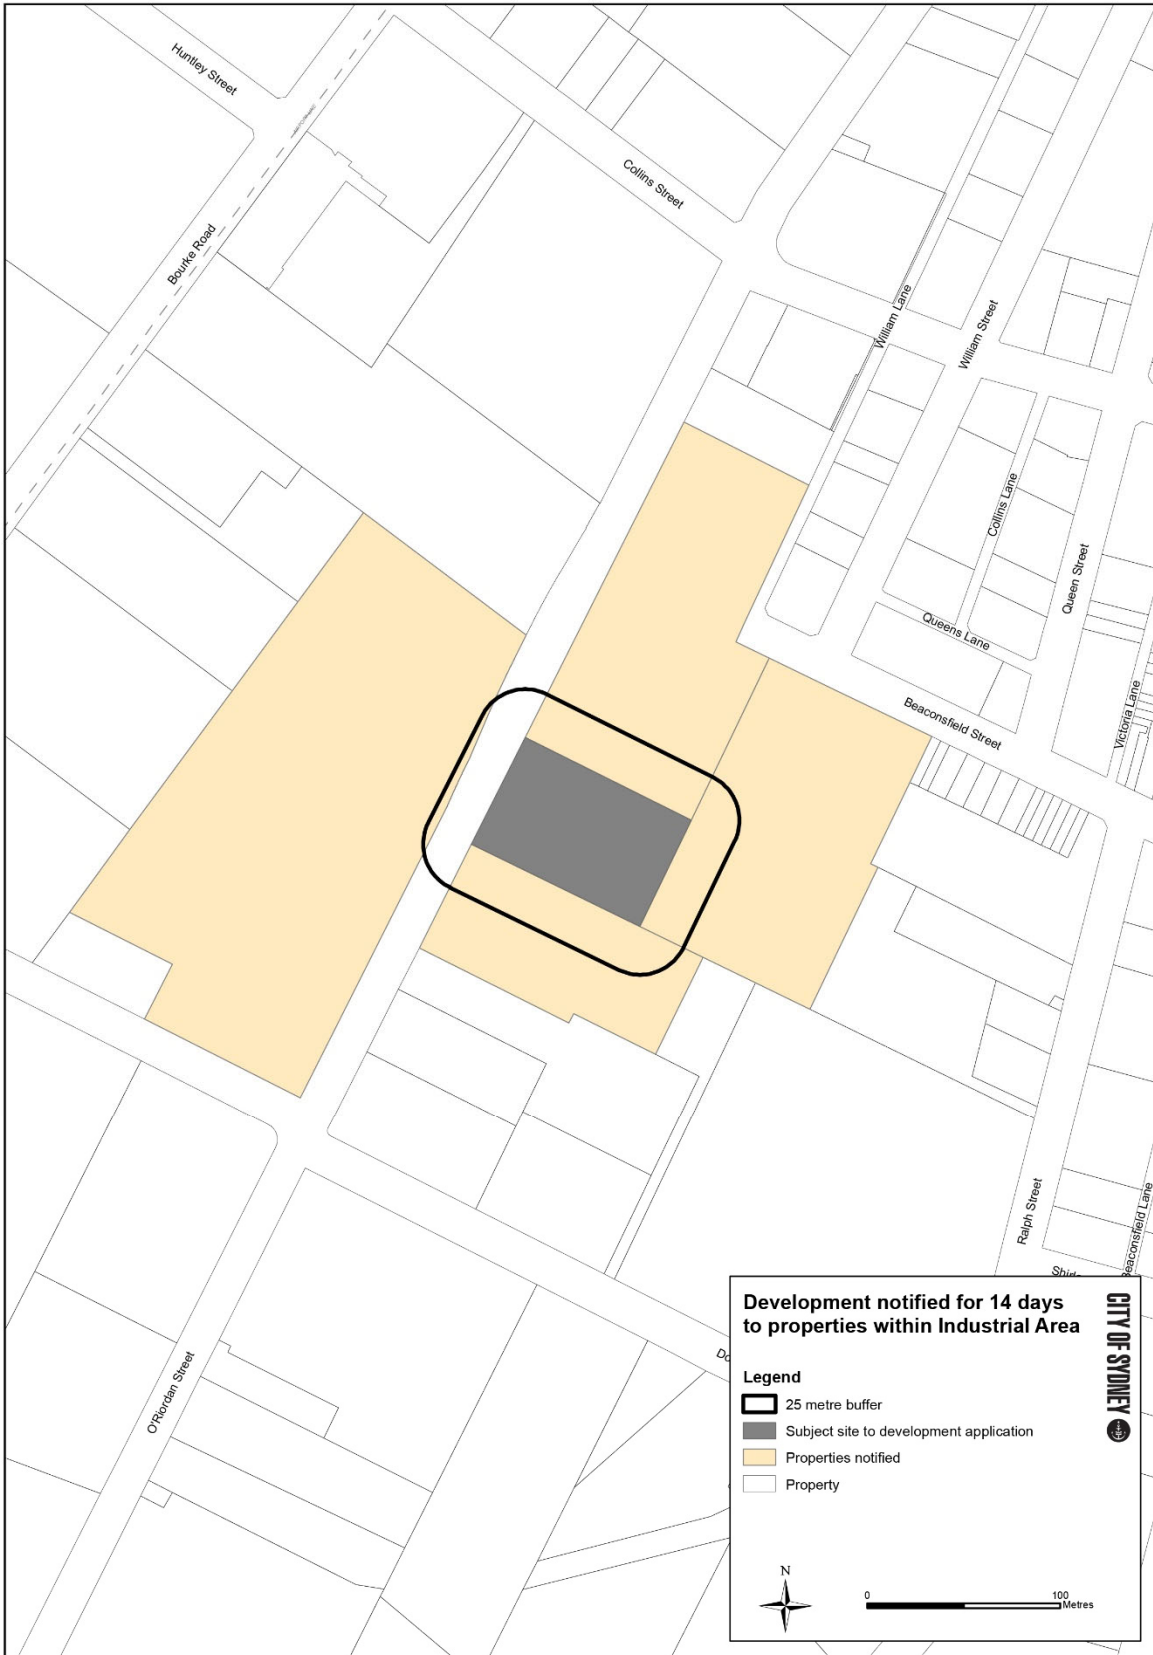 Huntley Street
Collins Street
Bourke Road
William Lane
William Street
Collins Lane
Queen Street
Queens Lane
Beaconsfield Street
Victoria Lane
Ralph Street
Beaconsfield Lane
O'Riordan Street
Development notified for 14 days
to properties within Industrial Area
CITY OF SYDNEY
Legend
25 metre buffer
Subject site to development application
Properties notified
Property
N
0 100
Metres